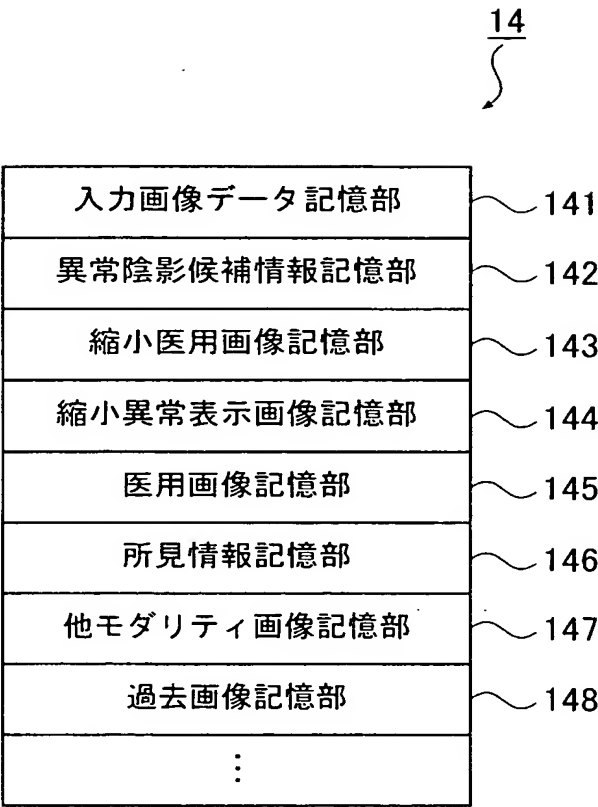 14
入力画像データ記憶部 141
異常陰影候補情報記憶部 142
縮小医用画像記憶部 143
縮小異常表示画像記憶部 144
医用画像記憶部 145
所見情報記憶部 146
他モダリティ画像記憶部 147
過去画像記憶部 148
⋮